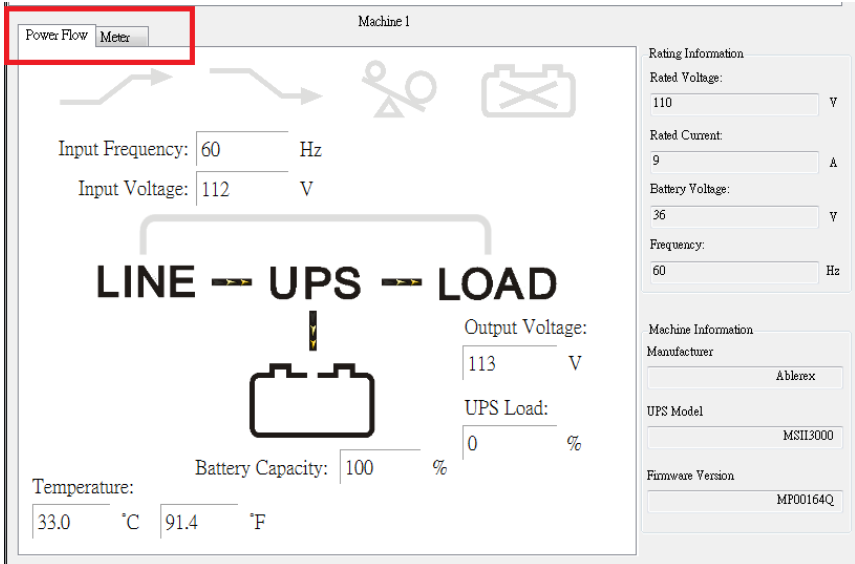 Machine 1
Power Flow Meter
Input Frequency: 60 Hz
Input Voltage: 112 V
LINE UPS LOAD
Output Voltage:
113 V
UPS Load:
0 %
Battery Capacity: 100 %
Temperature:
33.0 °C 91.4 °F
Rating Information
Rated Voltage:
110 V
Rated Current:
9 A
Battery Voltage:
36 V
Frequency:
60 Hz
Machine Information
Manufacturer
Ablerex
UPS Model
MSII3000
Firmware Version
MP00164Q